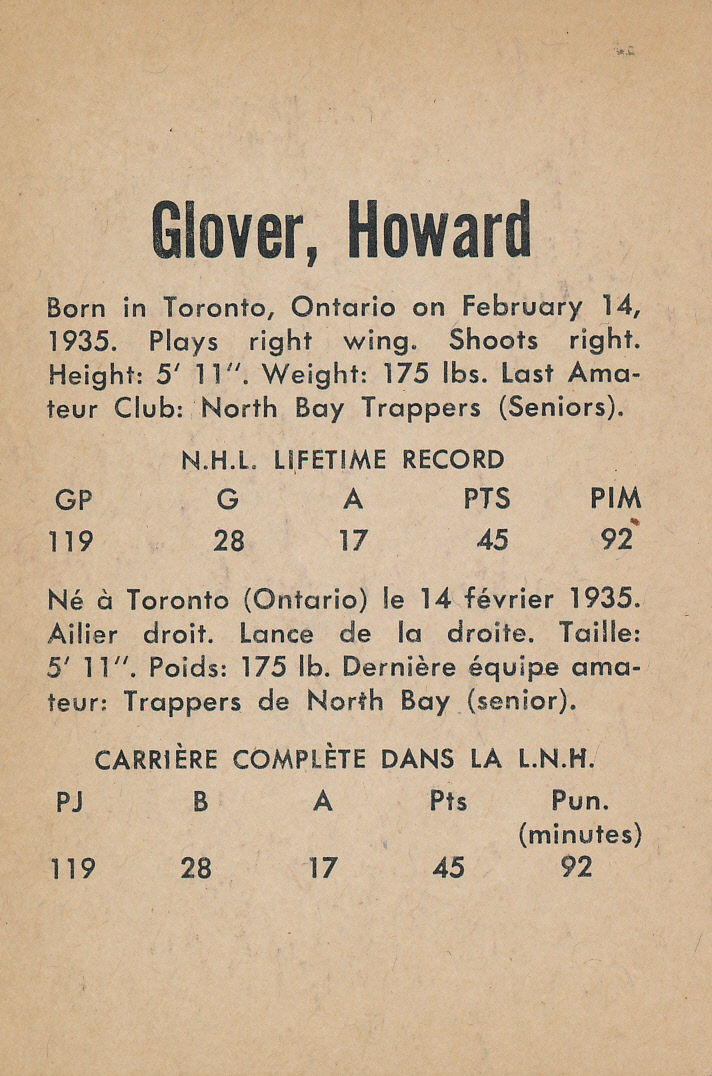 Glover, Howard
Born in Toronto, Ontario on February 14,
1935. Plays right wing. Shoots right.
Height: 5' 11". Weight: 175 lbs. Last Ama-
teur Club: North Bay Trappers (Seniors).
N.H.L. LIFETIME RECORD
GP G A PTS PIM
119 28 17 45 92
Né à Toronto (Ontario) le 14 février 1935.
Ailier droit. Lance de la droite. Taille:
5' 11". Poids: 175 lb. Dernière équipe ama-
teur: Trappers de North Bay (senior).
CARRIÈRE COMPLÈTE DANS LA L.N.H.
PJ B A Pts Pun.
(minutes)
119 28 17 45 92